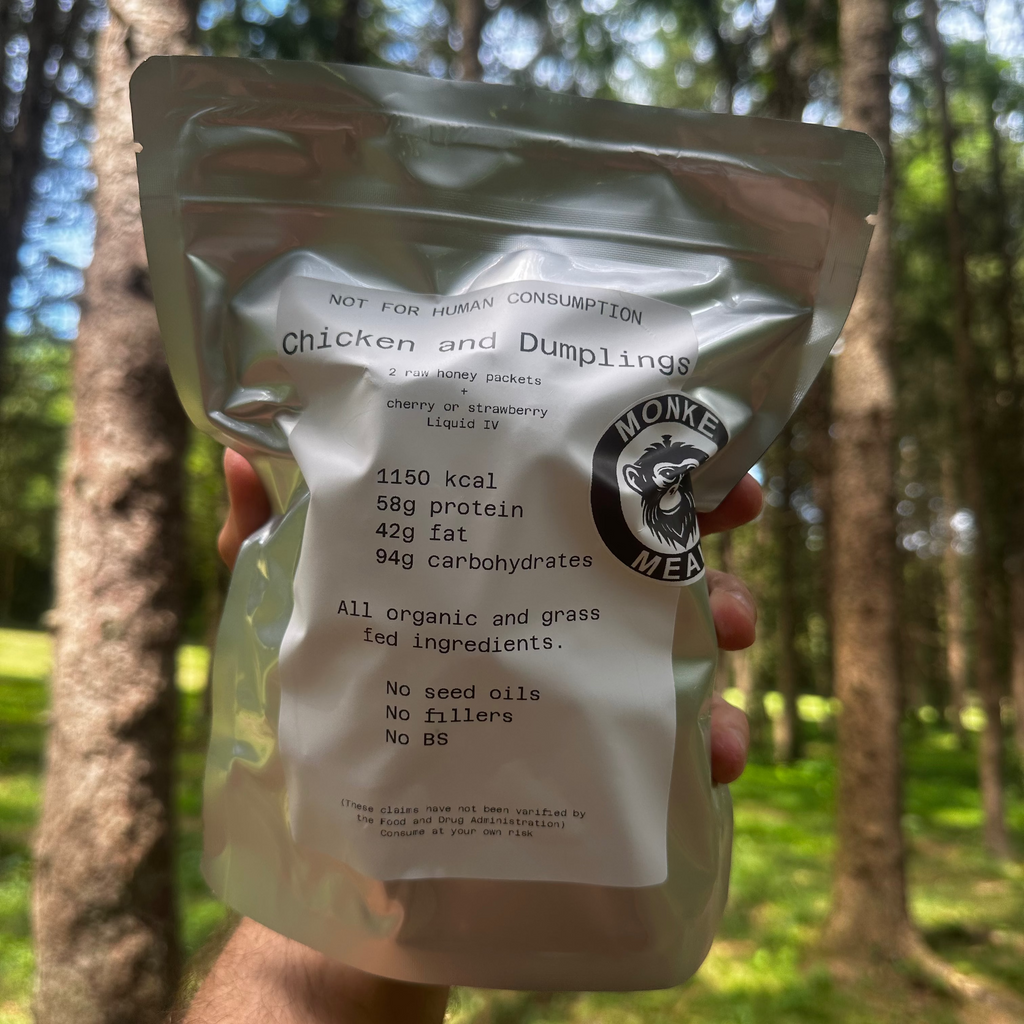 NOT FOR HUMAN CONSUMPTION
Chicken and Dumplings
2 raw honey packets
+
cherry or strawberry
Liquid IV
MONKE
MEA
1150 kcal
58g protein
42g fat
94g carbohydrates
All organic and grass
fed ingredients.
No seed oils
No fillers
No BS
(These claims have not been varified by
the Food and Drug Administration)
Consume at your own risk